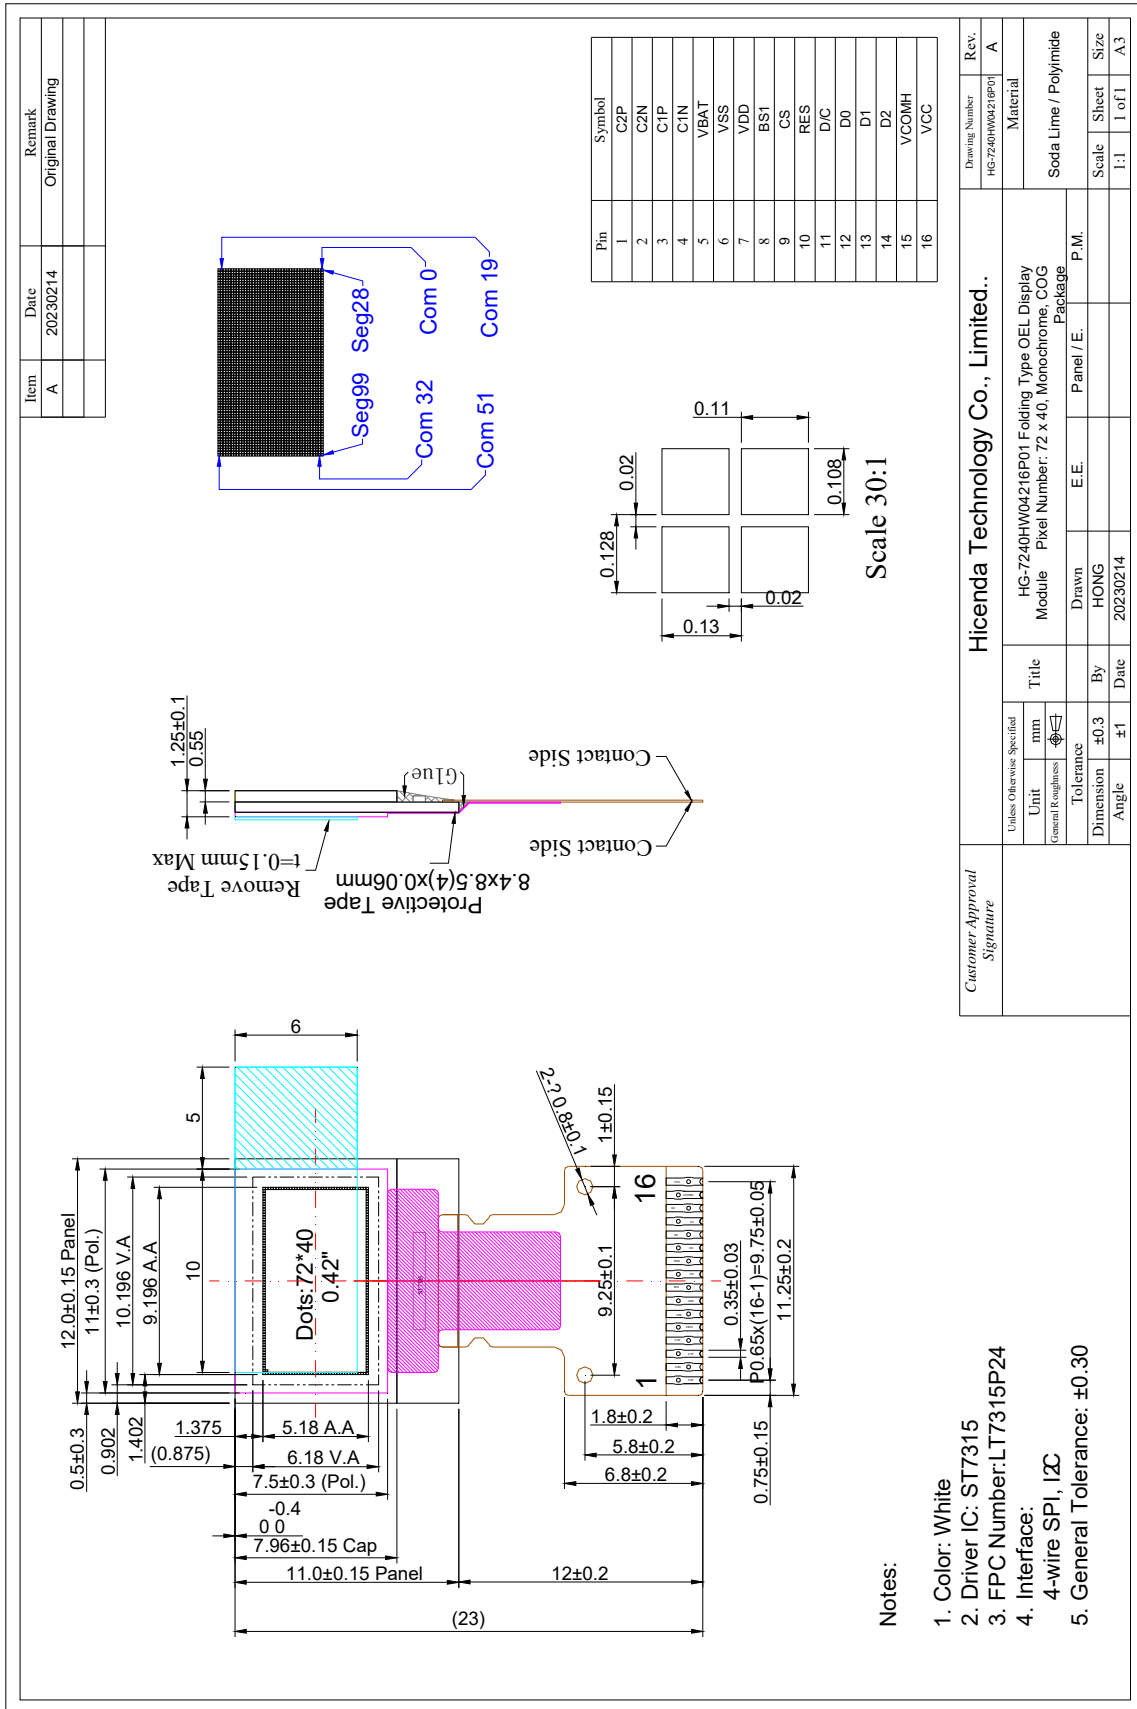 Item Date Remark
A 20230214 Original Drawing
12.0±0.15 Panel
11±0.3 (Pol.)
10.196 V.A
9.196 A.A
10
5
6
0.5±0.3
0.902
1.402
1.375
(0.875)
5.18 A.A
6.18 V.A
7.5±0.3 (Pol.)
-0.4
0 0
7.96±0.15 Cap
11.0±0.15 Panel
12±0.2
(23)
Dots:72*40
0.42"
2-? 0.8±0.1
1±0.15
1
16
9.25±0.1
0.35±0.03
P0.65x(16-1)=9.75±0.05
11.25±0.2
1.8±0.2
5.8±0.2
6.8±0.2
0.75±0.15
1.25±0.1
0.55
Remove Tape
t=0.15mm Max
Protective Tape
8.4x8.5(4)x0.06mm
Glue
Contact Side
Contact Side
Seg99 Seg28
Com 32 Com 0
Com 51 Com 19
0.128
0.02
0.11
0.13
0.02
0.108
Scale 30:1
Pin Symbol
1 C2P
2 C2N
3 C1P
4 C1N
5 VBAT
6 VSS
7 VDD
8 BS1
9 CS
10 RES
11 D/C
12 D0
13 D1
14 D2
15 VCOMH
16 VCC
Notes:
1. Color: White
2. Driver IC: ST7315
3. FPC Number:LT7315P24
4. Interface:
4-wire SPI, I2C
5. General Tolerance: ±0.30
Customer Approval
Signature
Hicenda Technology Co., Limited..
Drawing Number Rev.
HG-7240HW04216P01 A
Unless Otherwise Specified
Unit mm
General Roughness
Tolerance
Dimension ±0.3
Angle ±1
Title
HG-7240HW04216P01 Folding Type OEL Display
Module Pixel Number: 72 x 40, Monochrome, COG
Package
Material
Soda Lime / Polyimide
Drawn E.E. Panel / E. P.M.
By HONG
Date 20230214
Scale Sheet Size
1:1 1 of 1 A3